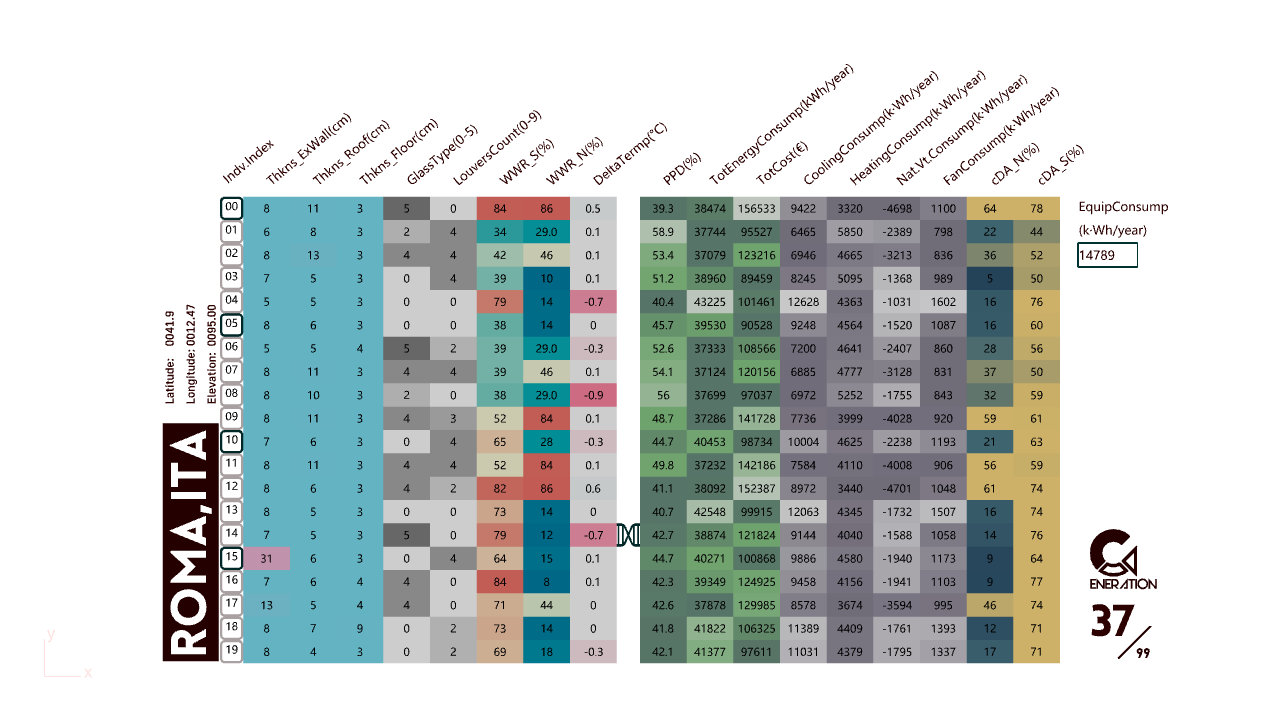 Indv.Index Thkns_ExWall(cm) Thkns_Roof(cm) Thkns_Floor(cm) GlassType(0-5) LouversCount(0-9) WWR_S(%) WWR_N(%) DeltaTermp(°C) PPD(%) TotEnergyConsump(kWh/year) TotCost(€) CoolingConsump(k·Wh/year) HeatingConsump(k·Wh/year) Nat.Vt.Consump(k·Wh/year) FanConsump(k·Wh/year) cDA_N(%) cDA_S(%)
00 8 11 3 5 0 84 86 0.5 39.3 38474 156533 9422 3320 -4698 1100 64 78
01 6 8 3 2 4 34 29.0 0.1 58.9 37744 95527 6465 5850 -2389 798 22 44
02 8 13 3 4 4 42 46 0.1 53.4 37079 123216 6946 4665 -3213 836 36 52
03 7 5 3 0 4 39 10 0.1 51.2 38960 89459 8245 5095 -1368 989 5 50
04 5 5 3 0 0 79 14 -0.7 40.4 43225 101461 12628 4363 -1031 1602 16 76
05 8 6 3 0 0 38 14 0 45.7 39530 90528 9248 4564 -1520 1087 16 60
06 5 5 4 5 2 39 29.0 -0.3 52.6 37333 108566 7200 4641 -2407 860 28 56
07 8 11 3 4 4 39 46 0.1 54.1 37124 120156 6885 4777 -3128 831 37 50
08 8 10 3 2 0 38 29.0 -0.9 56 37699 97037 6972 5252 -1755 843 32 59
09 8 11 3 4 3 52 84 0.1 48.7 37286 141728 7736 3999 -4028 920 59 61
10 7 6 3 0 4 65 28 -0.3 44.7 40453 98734 10004 4625 -2238 1193 21 63
11 8 11 3 4 4 52 84 0.1 49.8 37232 142186 7584 4110 -4008 906 56 59
12 8 6 3 4 2 82 86 0.6 41.1 38092 152387 8972 3440 -4701 1048 61 74
13 8 5 3 0 0 73 14 0 40.7 42548 99915 12063 4345 -1732 1507 16 74
14 7 5 3 5 0 79 12 -0.7 42.7 38874 121824 9144 4040 -1588 1058 14 76
15 31 6 3 0 4 64 15 0.1 44.7 40271 100868 9886 4580 -1940 1173 9 64
16 7 6 4 4 0 84 8 0.1 42.3 39349 124925 9458 4156 -1941 1103 9 77
17 13 5 4 4 0 71 44 0 42.6 37878 129985 8578 3674 -3594 995 46 74
18 8 7 9 0 2 73 14 0 41.8 41822 106325 11389 4409 -1761 1393 12 71
19 8 4 3 0 2 69 18 -0.3 42.1 41377 97611 11031 4379 -1795 1337 17 71
EquipConsump
(k·Wh/year)
14789
Latitude: 0041.9
Longitude: 0012.47
Elevation: 0095.00
ROMA,ITA
ENERATION
37/99
y
x